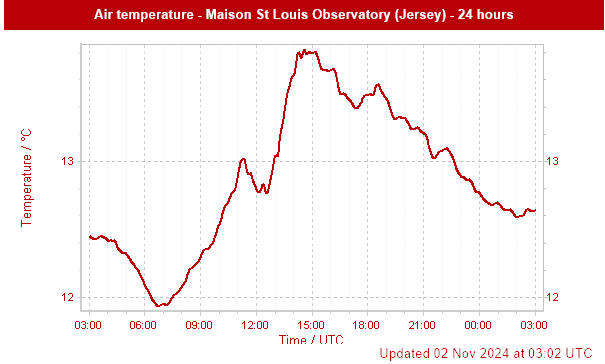 Air temperature - Maison St Louis Observatory (Jersey) - 24 hours
Temperature / °C
13 13
12 12
03:00 06:00 09:00 12:00 15:00 18:00 21:00 00:00 03:00
Time / UTC
Updated 02 Nov 2024 at 03:02 UTC